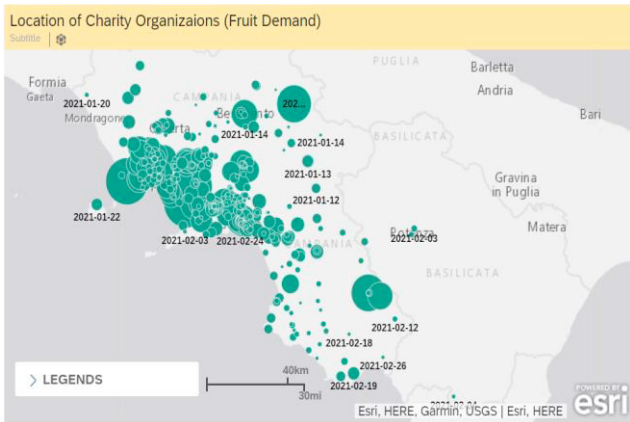 Location of Charity Organizaions (Fruit Demand)
Subtitle
PUGLIA
Barletta
Formia
Andria
Gaeta
2021-01-20
CAMPANIA
202...
Mondragone
Bari
2021-01-14
2021-01-14
BASILICATA
2021-01-13
Gravina
in Puglia
2021-01-12
2021-01-22
Matera
Potenza
2021-02-03
2021-02-24
2021-02-03
CAMPANIA
BASILICATA
2021-02-12
2021-02-18
2021-02-26
LEGENDS
40km
2021-02-19
30mi
POWERED BY
esri
Esri, HERE, Garmin, USGS | Esri, HERE